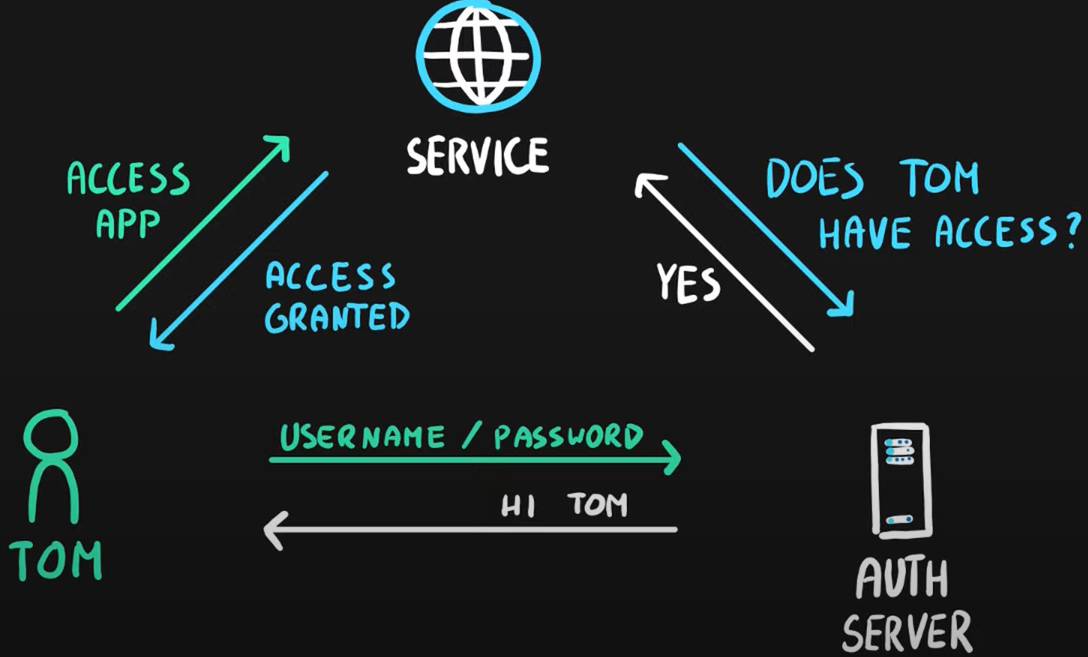 SERVICE
ACCESS
APP
ACCESS
GRANTED
DOES TOM
HAVE ACCESS?
YES
USERNAME / PASSWORD
HI TOM
TOM
AUTH
SERVER